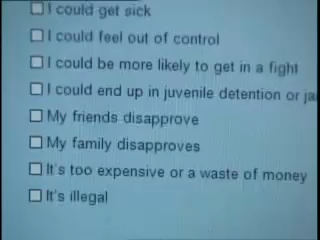 I could get sick
I could feel out of control
I could be more likely to get in a fight
I could end up in juvenile detention or ja
My friends disapprove
My family disapproves
It's too expensive or a waste of money
It's illegal